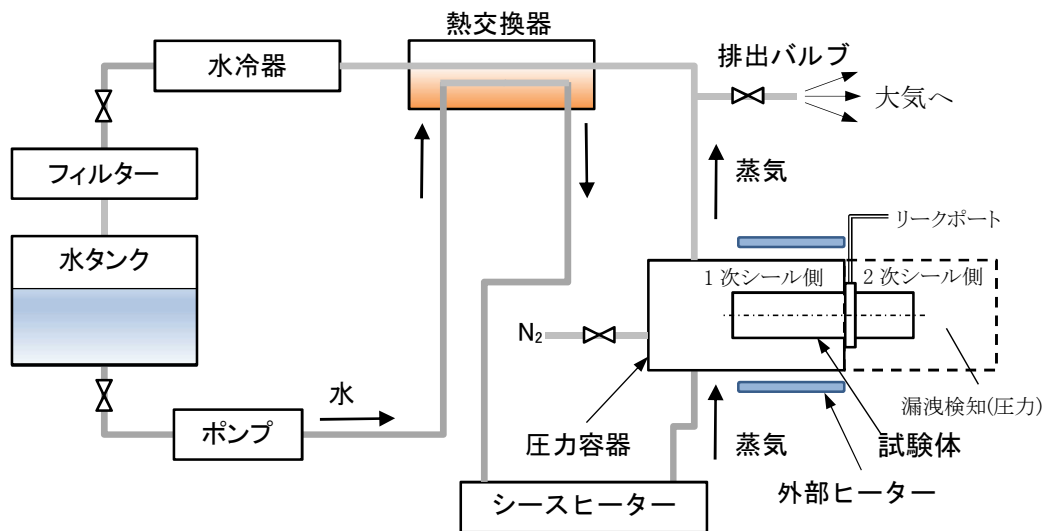 熱交換器
水冷器
排出バルブ
大気へ
フィルター
蒸気
リークポート
水タンク
1次シール側
2次シール側
N₂
水
漏洩検知(圧力)
ポンプ
圧力容器
蒸気
試験体
外部ヒーター
シースヒーター